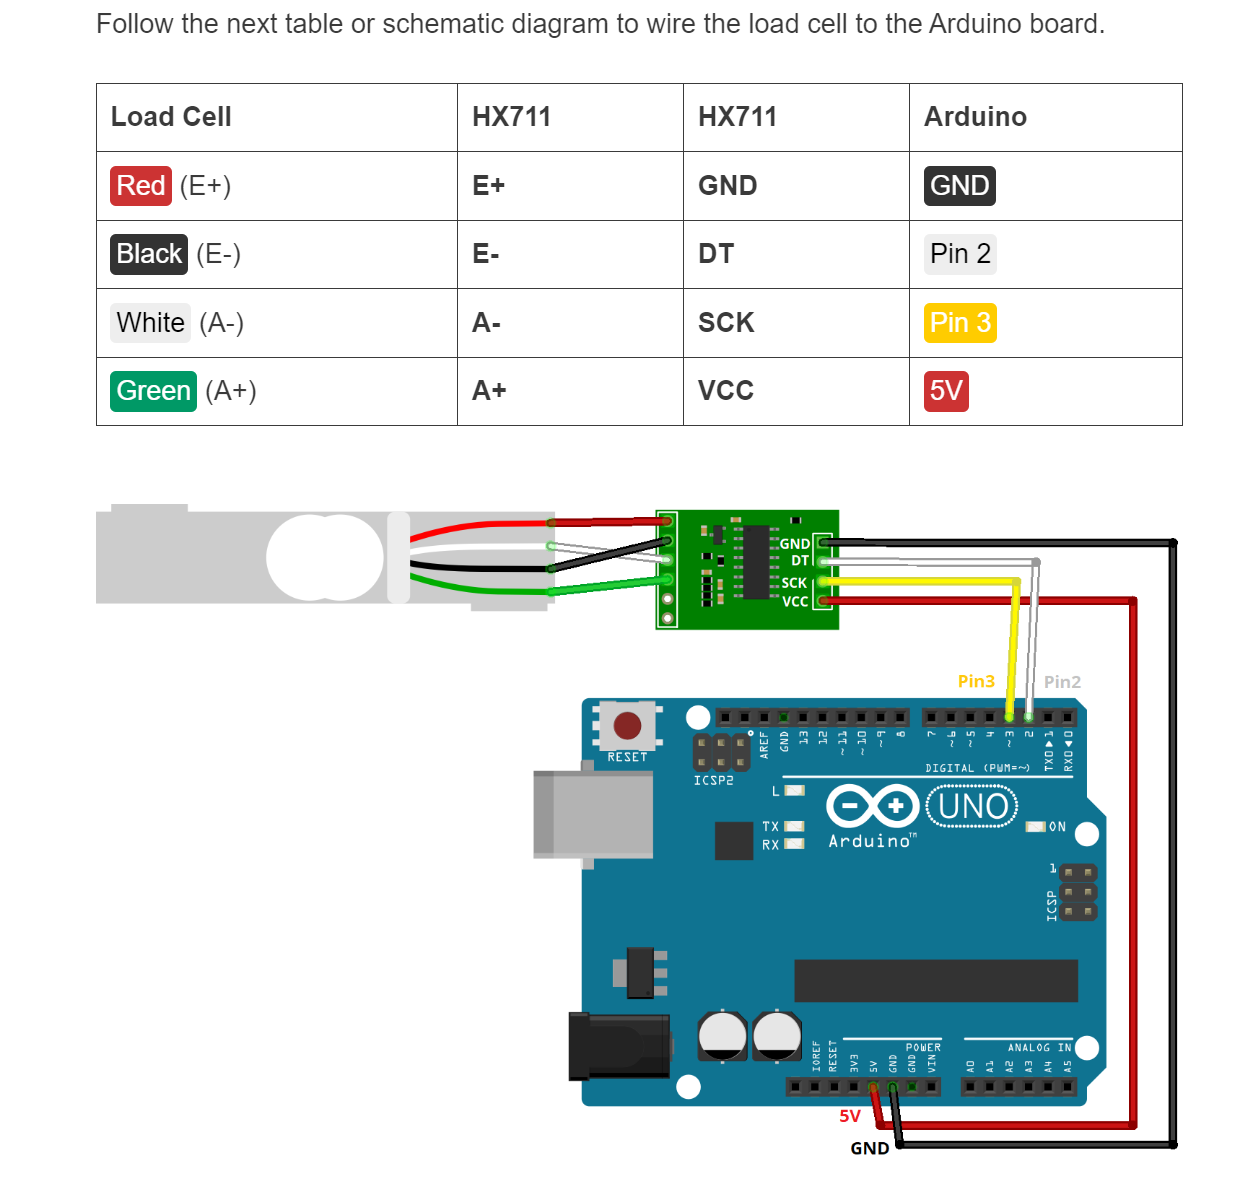 Follow the next table or schematic diagram to wire the load cell to the Arduino board.
Load Cell HX711 HX711 Arduino
Red (E+) E+ GND GND
Black (E-) E- DT Pin 2
White (A-) A- SCK Pin 3
Green (A+) A+ VCC 5V
GND
DT
SCK
VCC
Pin3 Pin2
RESET
ICSP2
AREF
GND
13
12
~11
~10
~9
8
7
~6
~5
4
~3
2
TX0▶1
RX0◀0
DIGITAL (PWM=~)
L
TX
RX
Arduino™
UNO
ON
1
ICSP
IOREF
RESET
3V3
5V
GND
GND
VIN
POWER
ANALOG IN
A0
A1
A2
A3
A4
A5
5V
GND